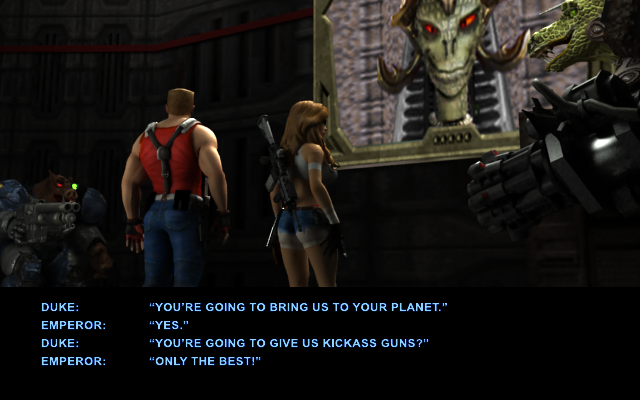 DUKE: “YOU’RE GOING TO BRING US TO YOUR PLANET.”
EMPEROR: “YES.”
DUKE: “YOU’RE GOING TO GIVE US KICKASS GUNS?”
EMPEROR: “ONLY THE BEST!”